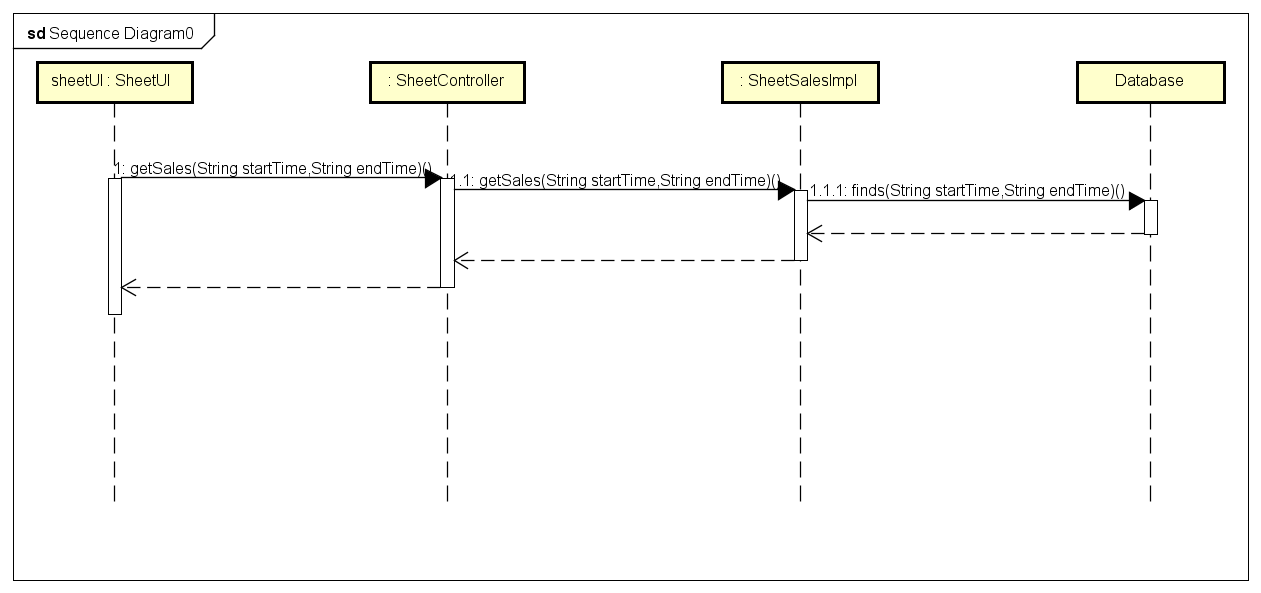 sd Sequence Diagram0
sheetUI : SheetUI
: SheetController
: SheetSalesImpl
Database
1: getSales(String startTime,String endTime)()
1.1: getSales(String startTime,String endTime)()
1.1.1: finds(String startTime,String endTime)()